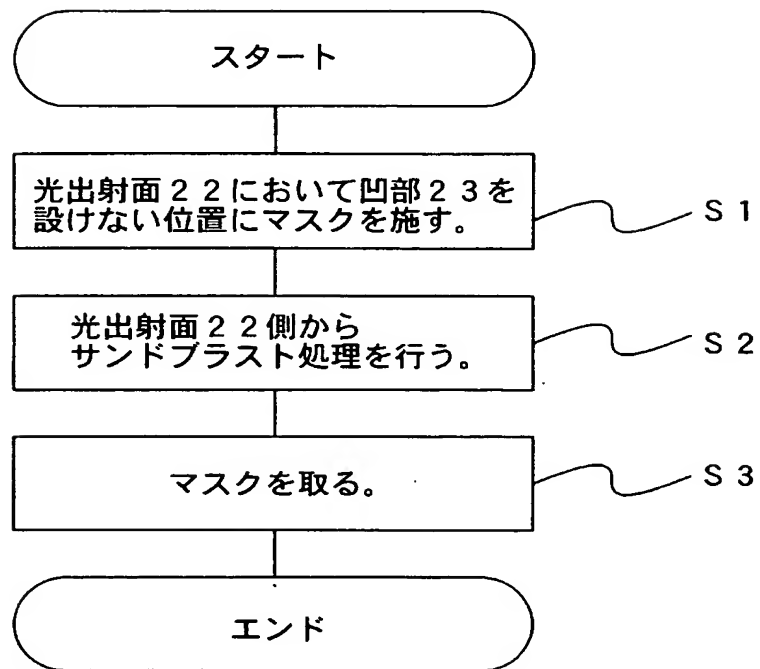 スタート
光出射面22において凹部23を
設けない位置にマスクを施す。
S1
光出射面22側から
サンドブラスト処理を行う。
S2
マスクを取る。
S3
エンド